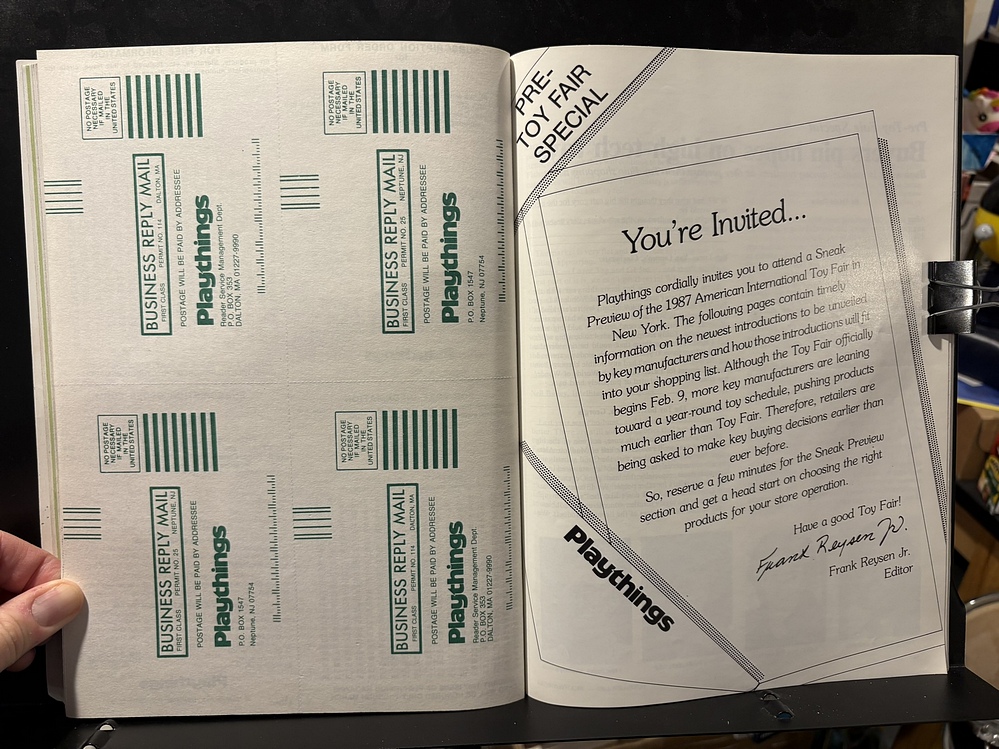 NO POSTAGE
NECESSARY
IF MAILED
IN THE
UNITED STATES
BUSINESS REPLY MAIL
FIRST CLASS PERMIT NO. 114 DALTON, MA
POSTAGE WILL BE PAID BY ADDRESSEE
Playthings
Reader Service Management Dept.
P.O. BOX 353
DALTON, MA 01227-9990
NO POSTAGE
NECESSARY
IF MAILED
IN THE
UNITED STATES
BUSINESS REPLY MAIL
FIRST CLASS PERMIT NO. 25 NEPTUNE, NJ
POSTAGE WILL BE PAID BY ADDRESSEE
Playthings
P.O. BOX 1547
Neptune, NJ 07754
NO POSTAGE
NECESSARY
IF MAILED
IN THE
UNITED STATES
BUSINESS REPLY MAIL
FIRST CLASS PERMIT NO. 25 NEPTUNE, NJ
POSTAGE WILL BE PAID BY ADDRESSEE
Playthings
P.O. BOX 1547
Neptune, NJ 07754
NO POSTAGE
NECESSARY
IF MAILED
IN THE
UNITED STATES
BUSINESS REPLY MAIL
FIRST CLASS PERMIT NO. 114 DALTON, MA
POSTAGE WILL BE PAID BY ADDRESSEE
Playthings
Reader Service Management Dept.
P.O. BOX 353
DALTON, MA 01227-9990
PRE-
TOY FAIR
SPECIAL
You're Invited...
Playthings cordially invites you to attend a Sneak
Preview of the 1987 American International Toy Fair in
New York. The following pages contain timely
information on the newest introductions to be unveiled
by key manufacturers and how those introductions will fit
into your shopping list. Although the Toy Fair officially
begins Feb. 9, more key manufacturers are leaning
toward a year-round toy schedule, pushing products
much earlier than Toy Fair. Therefore, retailers are
being asked to make key buying decisions earlier than
ever before.
So, reserve a few minutes for the Sneak Preview
section and get a head start on choosing the right
products for your store operation.
Have a good Toy Fair!
Frank Reysen Jr.
Frank Reysen Jr.
Editor
Playthings